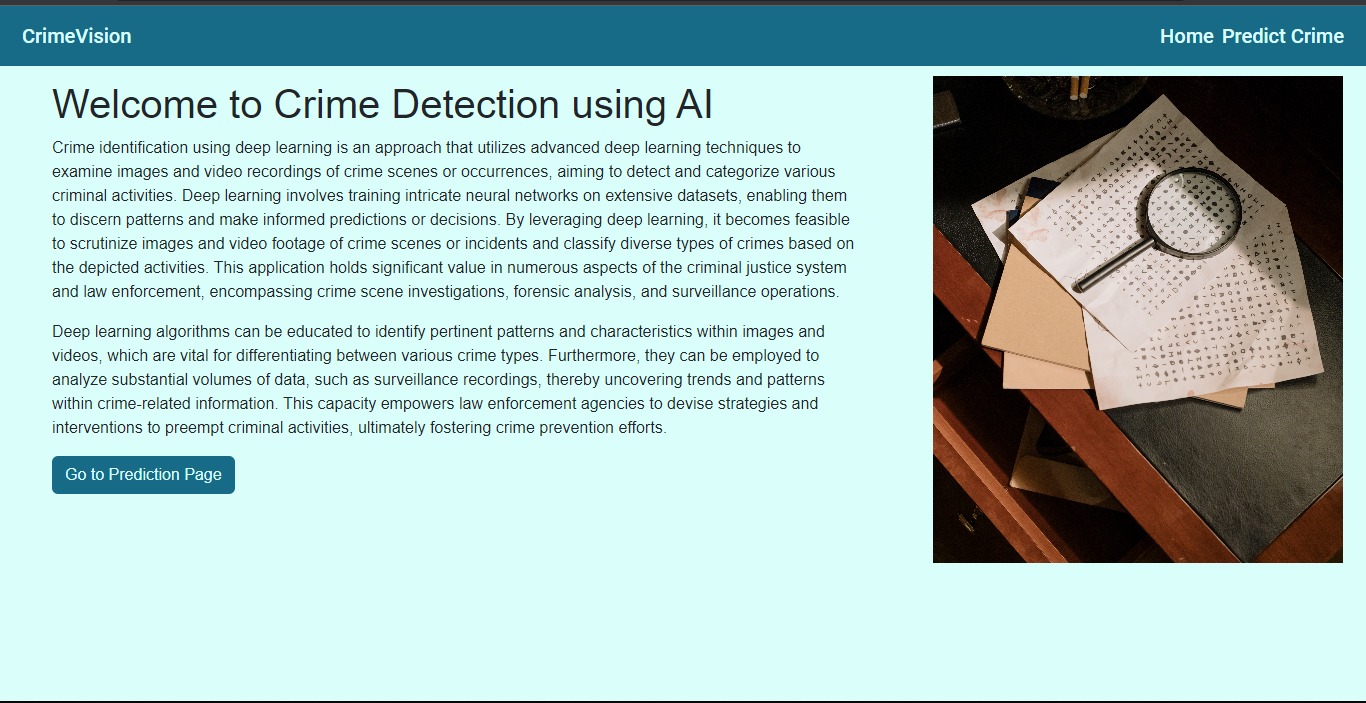 CrimeVision
Home Predict Crime
Welcome to Crime Detection using AI
Crime identification using deep learning is an approach that utilizes advanced deep learning techniques to
examine images and video recordings of crime scenes or occurrences, aiming to detect and categorize various
criminal activities. Deep learning involves training intricate neural networks on extensive datasets, enabling them
to discern patterns and make informed predictions or decisions. By leveraging deep learning, it becomes feasible
to scrutinize images and video footage of crime scenes or incidents and classify diverse types of crimes based on
the depicted activities. This application holds significant value in numerous aspects of the criminal justice system
and law enforcement, encompassing crime scene investigations, forensic analysis, and surveillance operations.
Deep learning algorithms can be educated to identify pertinent patterns and characteristics within images and
videos, which are vital for differentiating between various crime types. Furthermore, they can be employed to
analyze substantial volumes of data, such as surveillance recordings, thereby uncovering trends and patterns
within crime-related information. This capacity empowers law enforcement agencies to devise strategies and
interventions to preempt criminal activities, ultimately fostering crime prevention efforts.
Go to Prediction Page